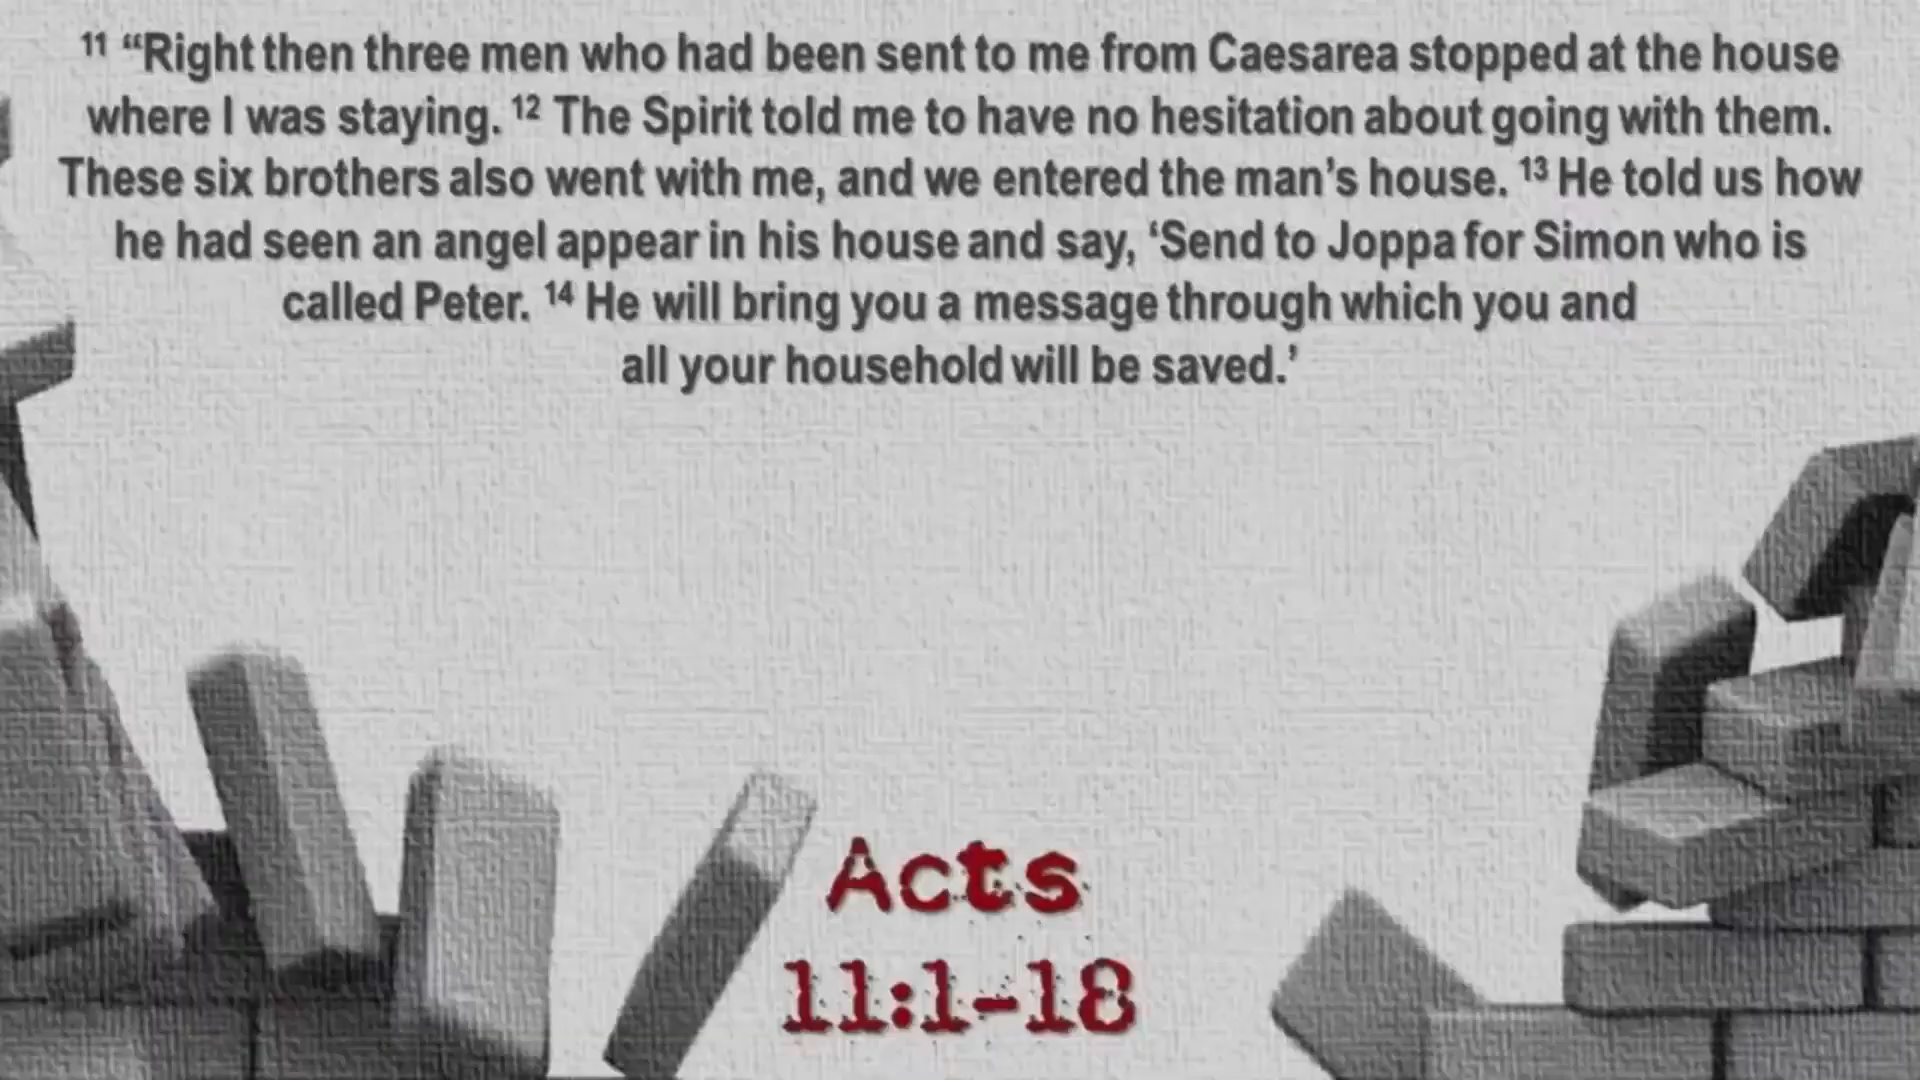 ¹¹ “Right then three men who had been sent to me from Caesarea stopped at the house
where I was staying. ¹² The Spirit told me to have no hesitation about going with them.
These six brothers also went with me, and we entered the man’s house. ¹³ He told us how
he had seen an angel appear in his house and say, ‘Send to Joppa for Simon who is
called Peter. ¹⁴ He will bring you a message through which you and
all your household will be saved.’
Acts
11:1-18